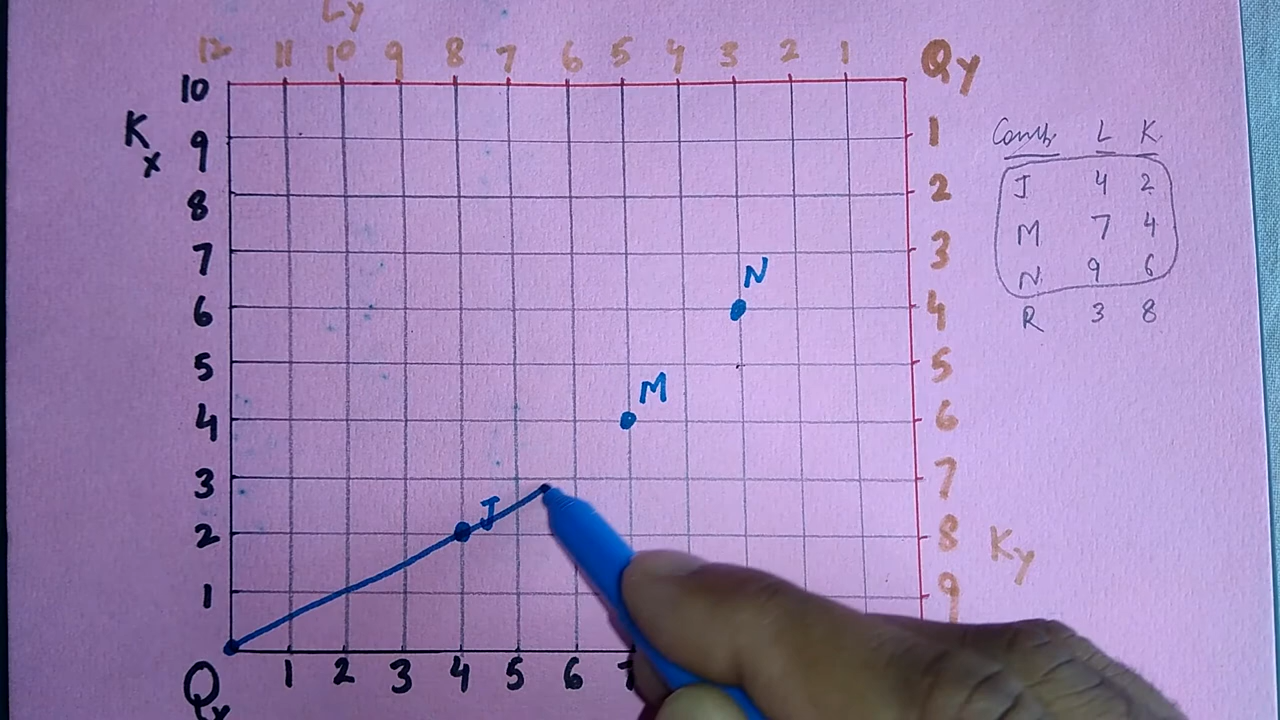 Ly
12 11 10 9 8 7 6 5 4 3 2 1 Qy
10
Kx 9 1
8 2
7 3
6 4
5 5
4 6
3 7
2 8 Ky
1 9
Qx 1 2 3 4 5 6 7
N
M
J
Comb. L K
J 4 2
M 7 4
N 9 6
R 3 8